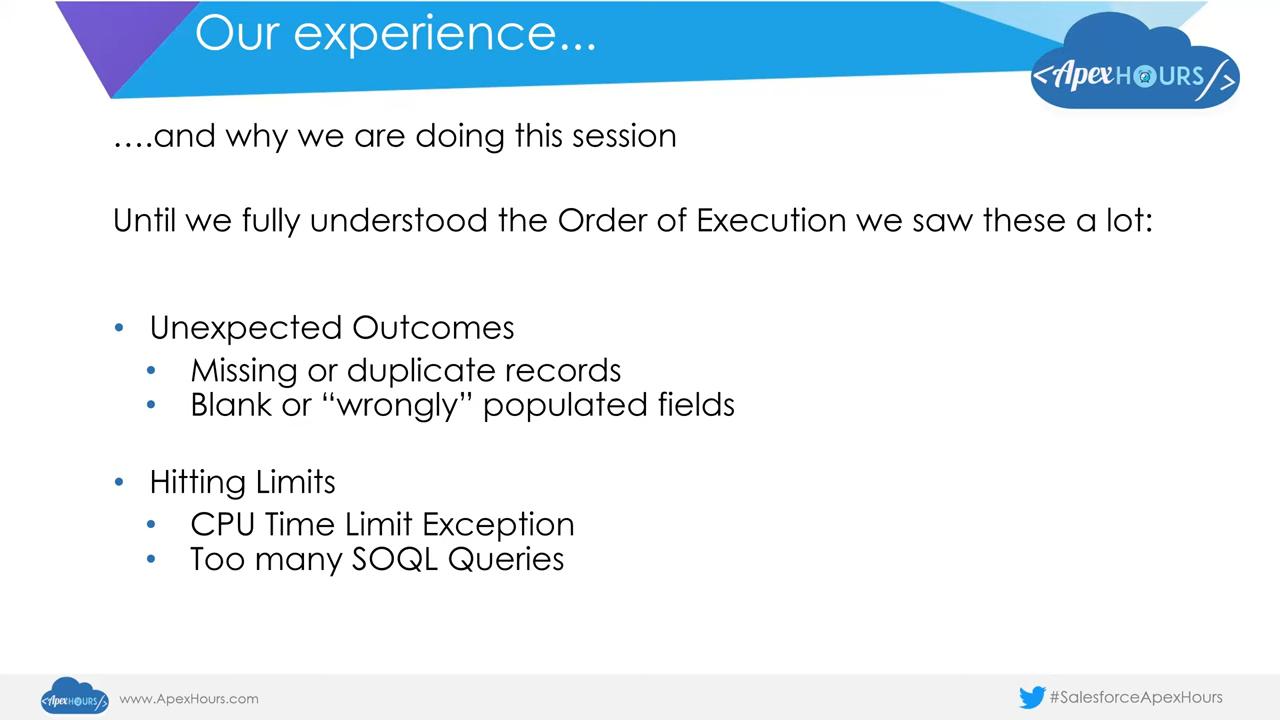 Our experience...
<ApexHOURS/>
….and why we are doing this session
Until we fully understood the Order of Execution we saw these a lot:
• Unexpected Outcomes
• Missing or duplicate records
• Blank or “wrongly” populated fields
• Hitting Limits
• CPU Time Limit Exception
• Too many SOQL Queries
<ApexHOURS/>
www.ApexHours.com
#SalesforceApexHours